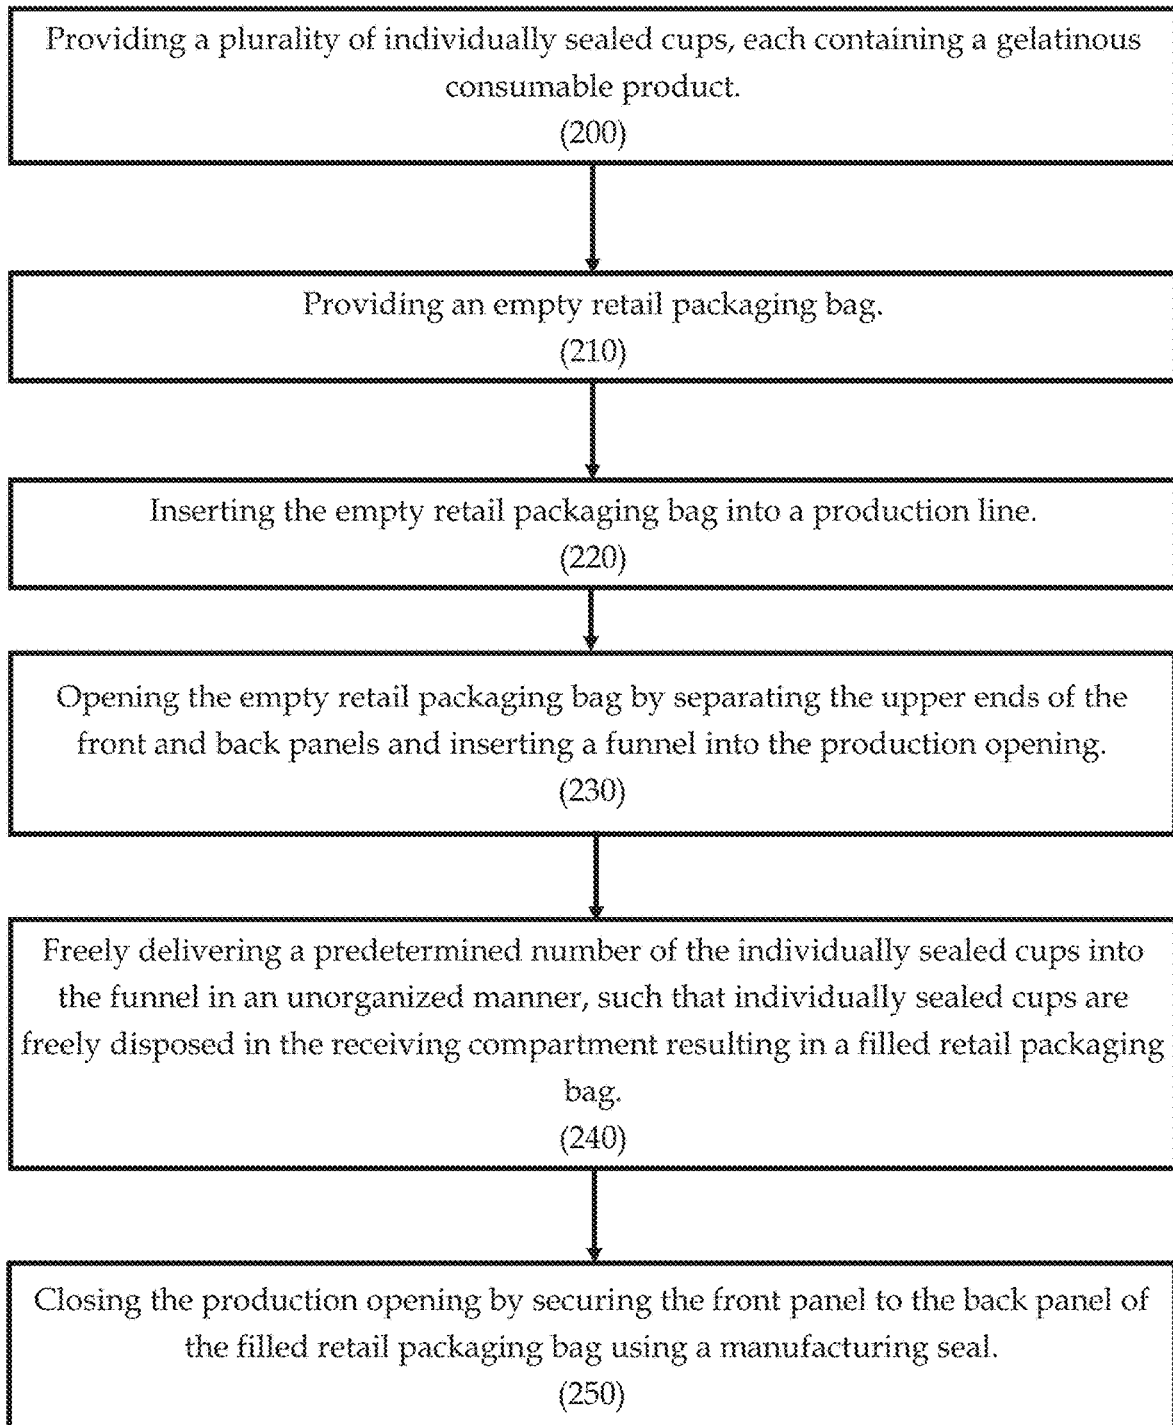 Providing a plurality of individually sealed cups, each containing a gelatinous
consumable product.
(200)
Providing an empty retail packaging bag.
(210)
Inserting the empty retail packaging bag into a production line.
(220)
Opening the empty retail packaging bag by separating the upper ends of the
front and back panels and inserting a funnel into the production opening.
(230)
Freely delivering a predetermined number of the individually sealed cups into
the funnel in an unorganized manner, such that individually sealed cups are
freely disposed in the receiving compartment resulting in a filled retail packaging
bag.
(240)
Closing the production opening by securing the front panel to the back panel of
the filled retail packaging bag using a manufacturing seal.
(250)